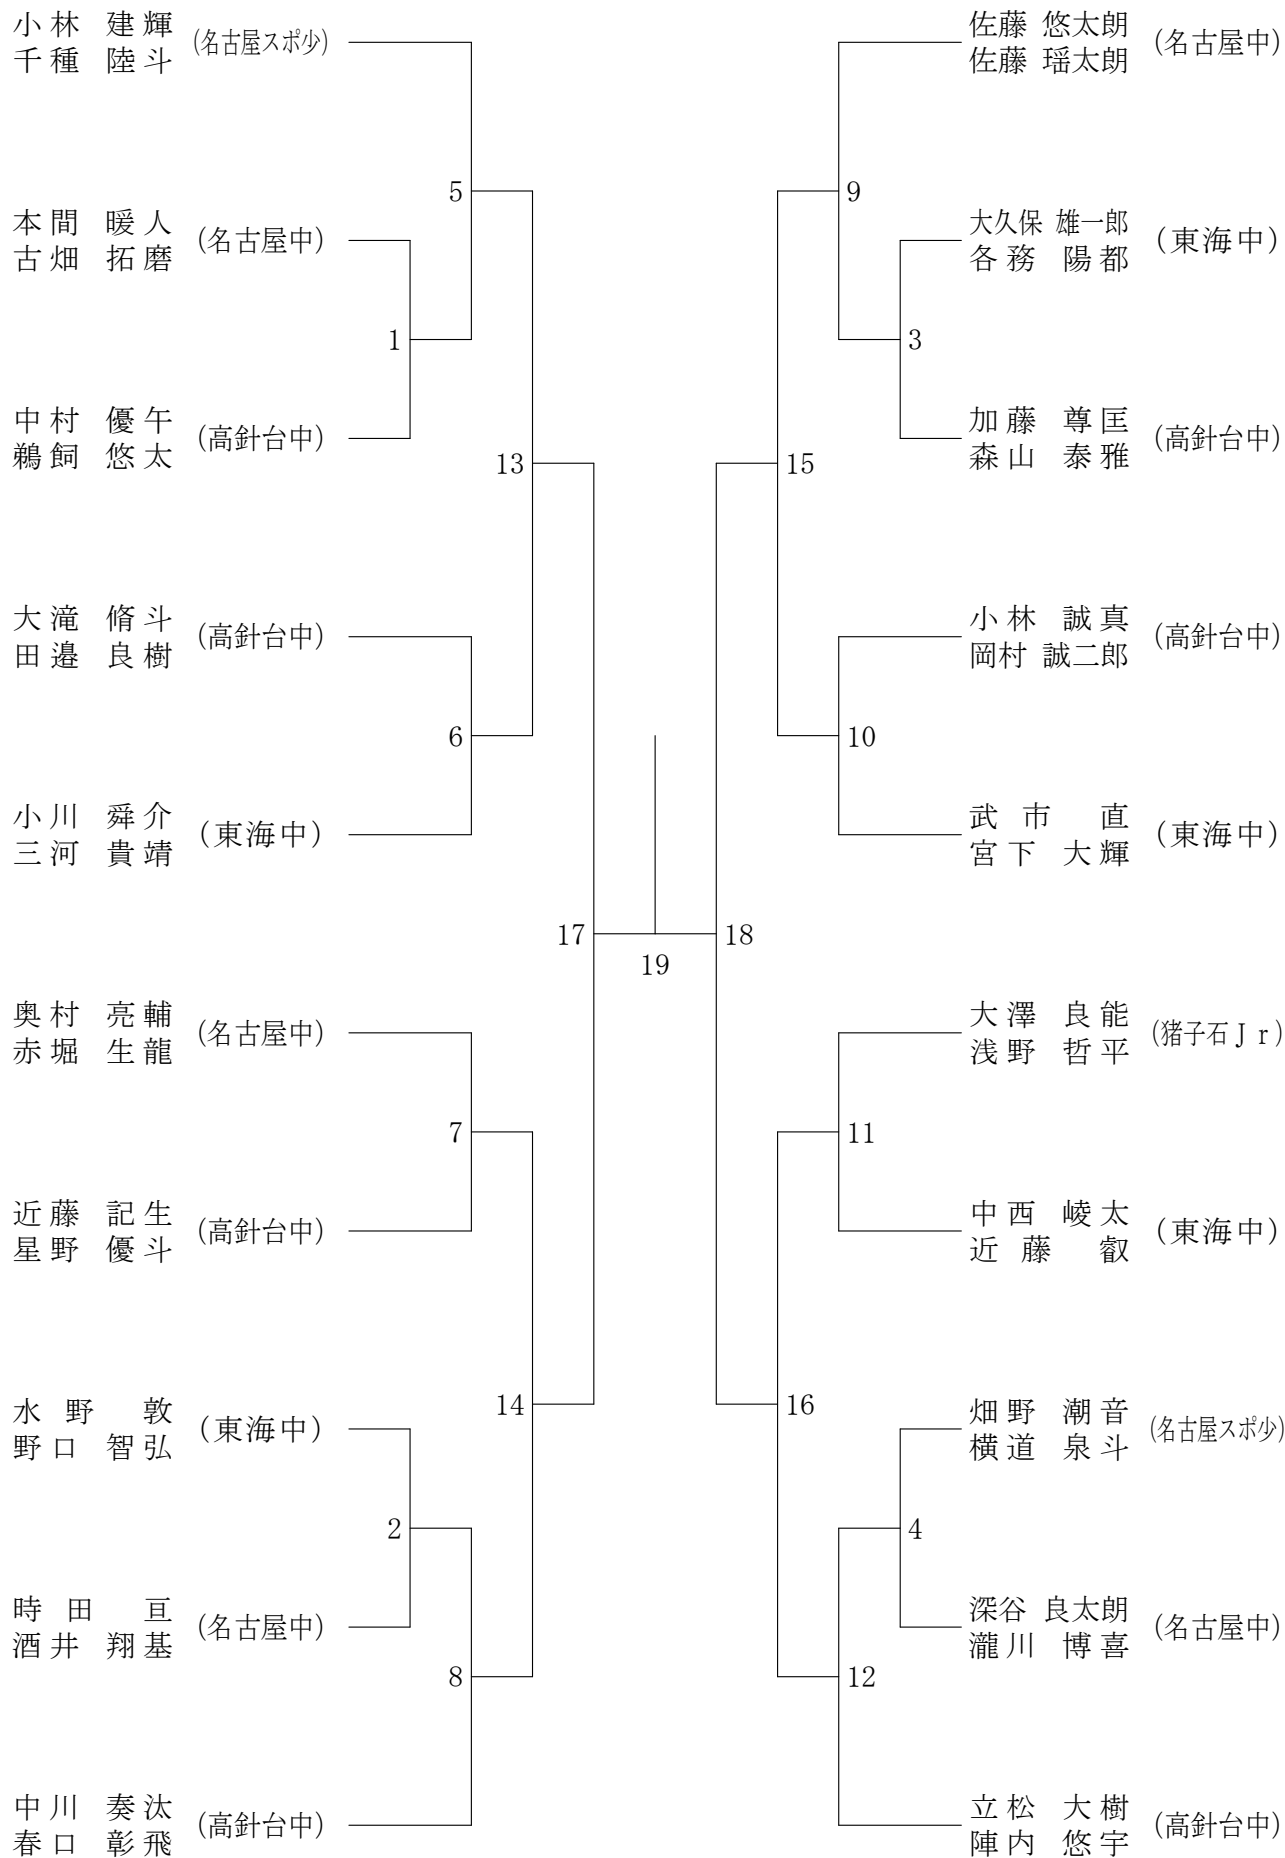 小林 建輝
千種 陸斗
(名古屋スポ少)
本間 暖人
古畑 拓磨
(名古屋中)
1
中村 優午
鵜飼 悠太
(高針台中)
5
大滝 脩斗
田邉 良樹
(高針台中)
6
小川 舜介
三河 貴靖
(東海中)
13
奥村 亮輔
赤堀 生龍
(名古屋中)
7
近藤 記生
星野 優斗
(高針台中)
水野 敦
野口 智弘
(東海中)
2
時田 亘
酒井 翔基
(名古屋中)
8
中川 奏汰
春口 彰飛
(高針台中)
14
17
19
18
佐藤 悠太朗
佐藤 瑶太朗
(名古屋中)
9
大久保 雄一郎
各務 陽都
(東海中)
3
加藤 尊匡
森山 泰雅
(高針台中)
15
小林 誠真
岡村 誠二郎
(高針台中)
10
武市 直
宮下 大輝
(東海中)
大澤 良能
浅野 哲平
(猪子石Jr)
11
中西 崚太
近藤 叡
(東海中)
16
畑野 潮音
横道 泉斗
(名古屋スポ少)
4
深谷 良太朗
瀧川 博喜
(名古屋中)
12
立松 大樹
陣内 悠宇
(高針台中)